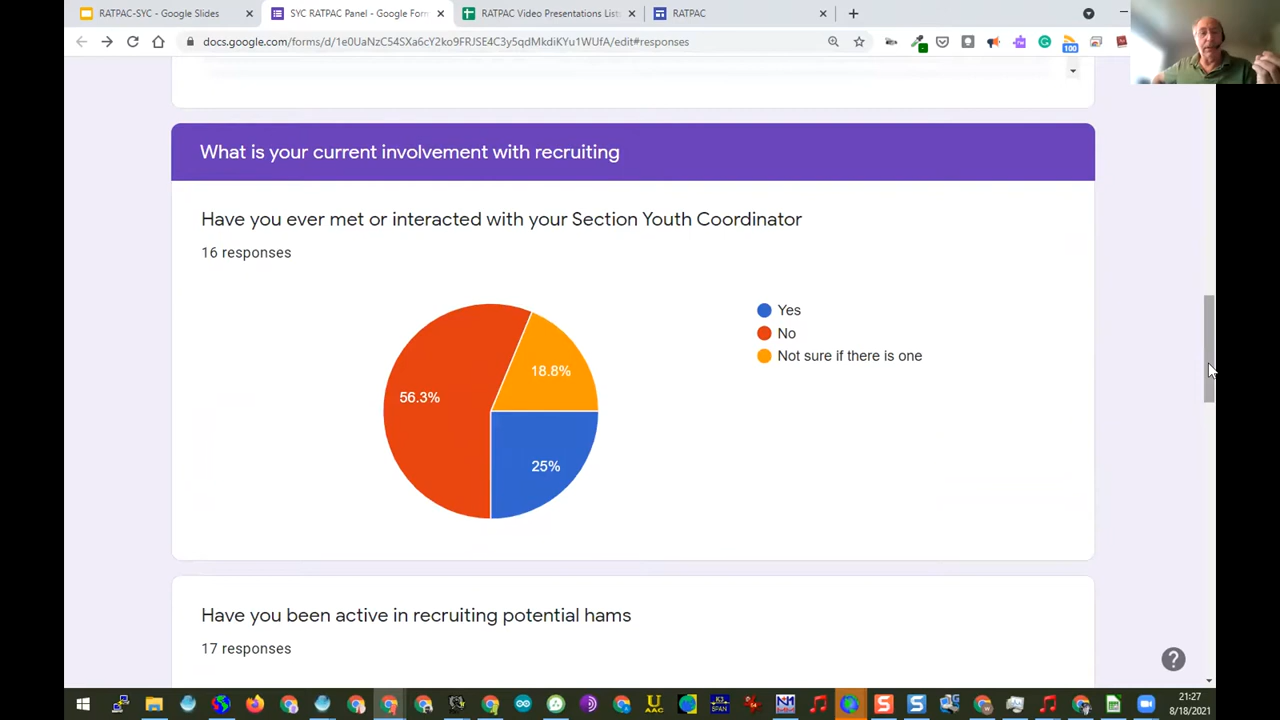 RATPAC-SYC - Google Slides
SYC RATPAC Panel - Google Form
RATPAC Video Presentations List
RATPAC
docs.google.com/forms/d/1e0UaNzC54SXa6cY2ko9FRJSE4C3y5qdMkdiKYu1WUfA/edit#responses
100
What is your current involvement with recruiting
Have you ever met or interacted with your Section Youth Coordinator
16 responses
Yes
No
Not sure if there is one
18.8%
56.3%
25%
Have you been active in recruiting potential hams
17 responses
21:27
8/18/2021